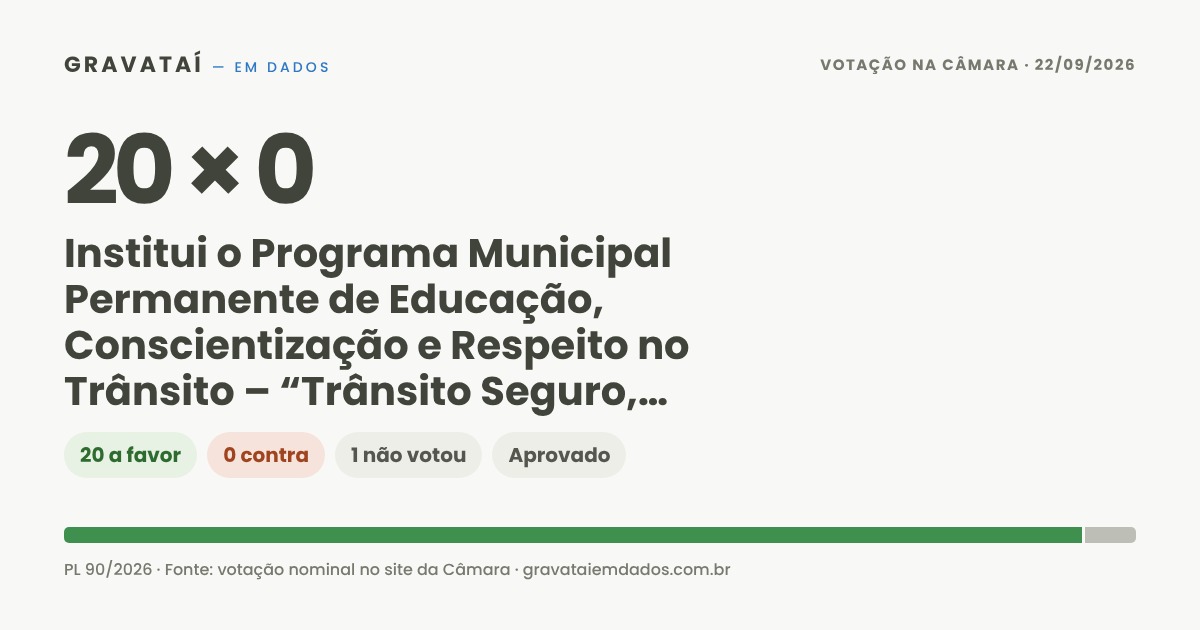 GRAVATAÍ — EM DADOS
VOTAÇÃO NA CÂMARA · 22/09/2026
20 × 0
Institui o Programa Municipal
Permanente de Educação,
Conscientização e Respeito no
Trânsito – “Trânsito Seguro,…
20 a favor 0 contra 1 não votou Aprovado
PL 90/2026 · Fonte: votação nominal no site da Câmara · gravataiemdados.com.br